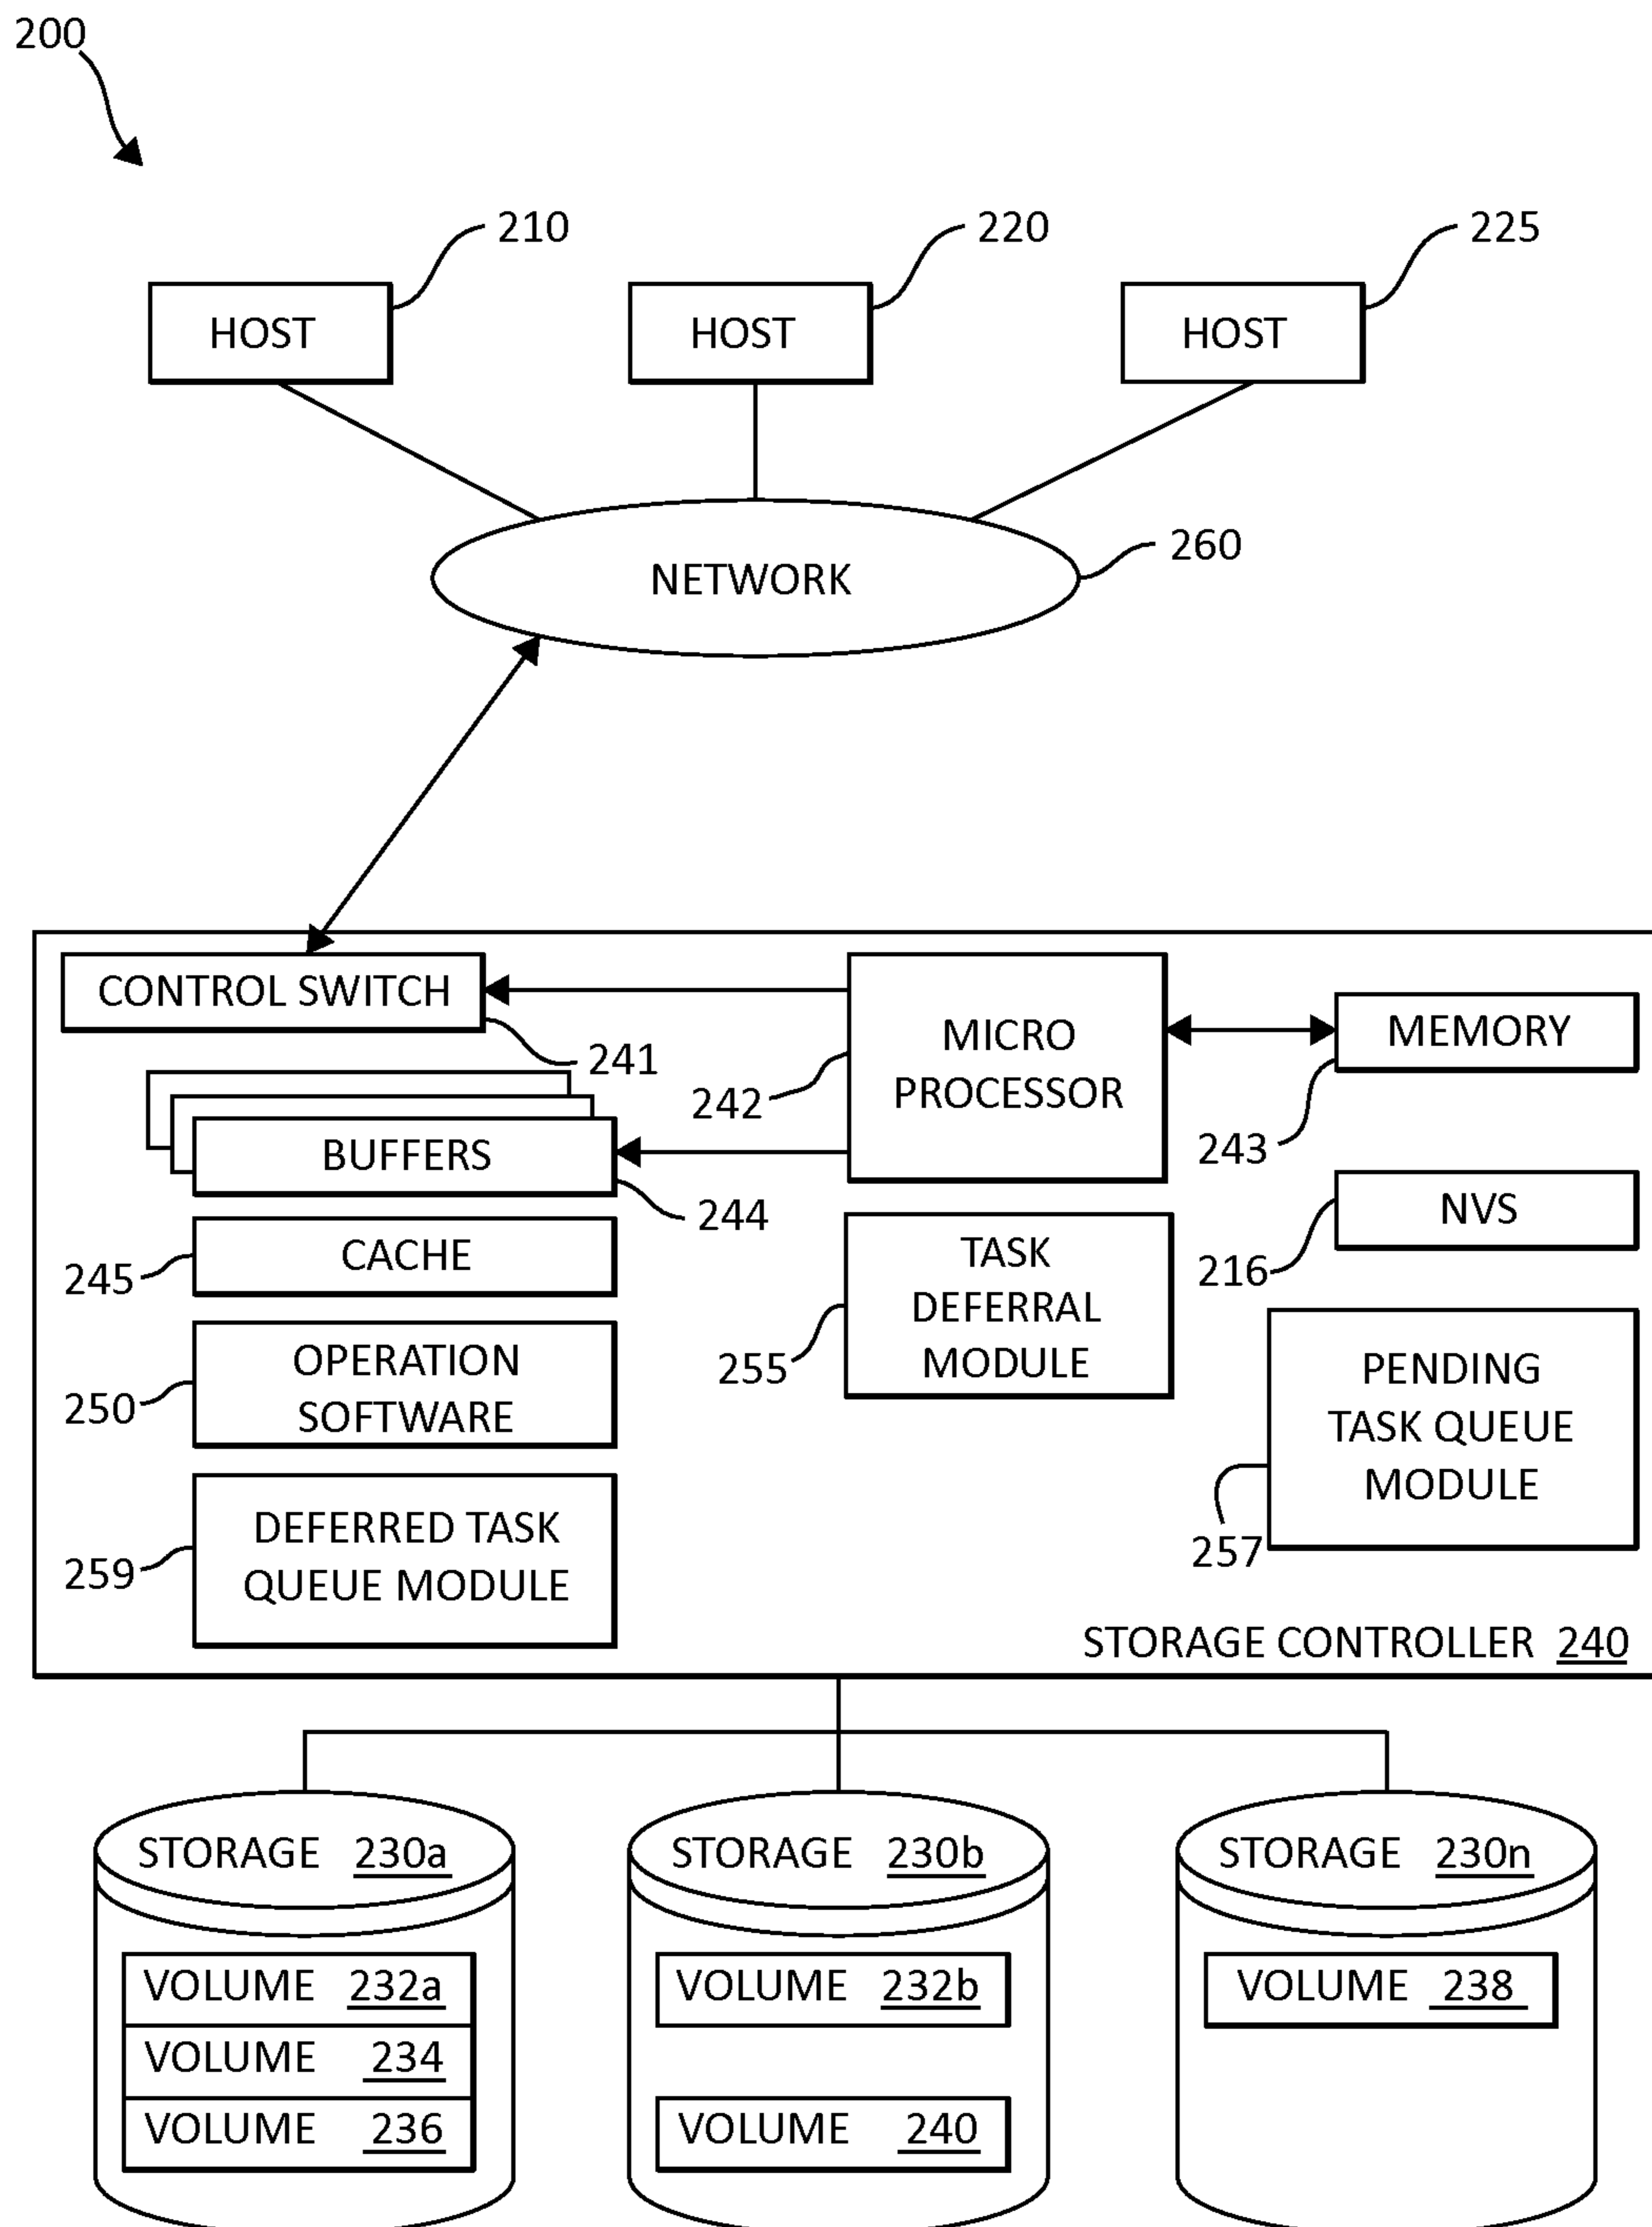 200
210
220
225
HOST
HOST
HOST
260
NETWORK
CONTROL SWITCH
241
MICRO
PROCESSOR
242
MEMORY
243
BUFFERS
244
NVS
216
CACHE
245
TASK
DEFERRAL
MODULE
255
OPERATION
SOFTWARE
250
PENDING
TASK QUEUE
MODULE
257
DEFERRED TASK
QUEUE MODULE
259
STORAGE CONTROLLER 240
STORAGE 230a
VOLUME 232a
VOLUME 234
VOLUME 236
STORAGE 230b
VOLUME 232b
VOLUME 240
STORAGE 230n
VOLUME 238